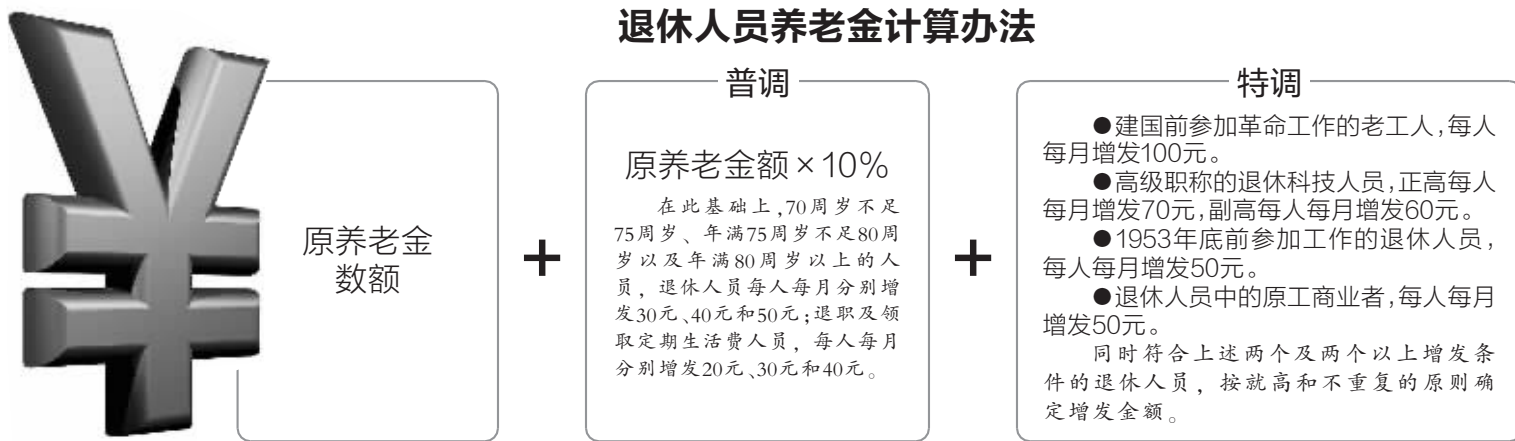 退休人员养老金计算办法
原养老金
数额
+
普调
原养老金额×10%
在此基础上,70周岁不足
75周岁、年满75周岁不足80周
岁以及年满80周岁以上的人
员，退休人员每人每月分别增
发30元、40元和50元;退职及领
取定期生活费人员，每人每月
分别增发20元、30元和40元。
+
特调
●建国前参加革命工作的老工人,每人
每月增发100元。
●高级职称的退休科技人员,正高每人
每月增发70元,副高每人每月增发60元。
●1953年底前参加工作的退休人员，
每人每月增发50元。
●退休人员中的原工商业者,每人每月
增发50元。
同时符合上述两个及两个以上增发条
件的退休人员，按就高和不重复的原则确
定增发金额。